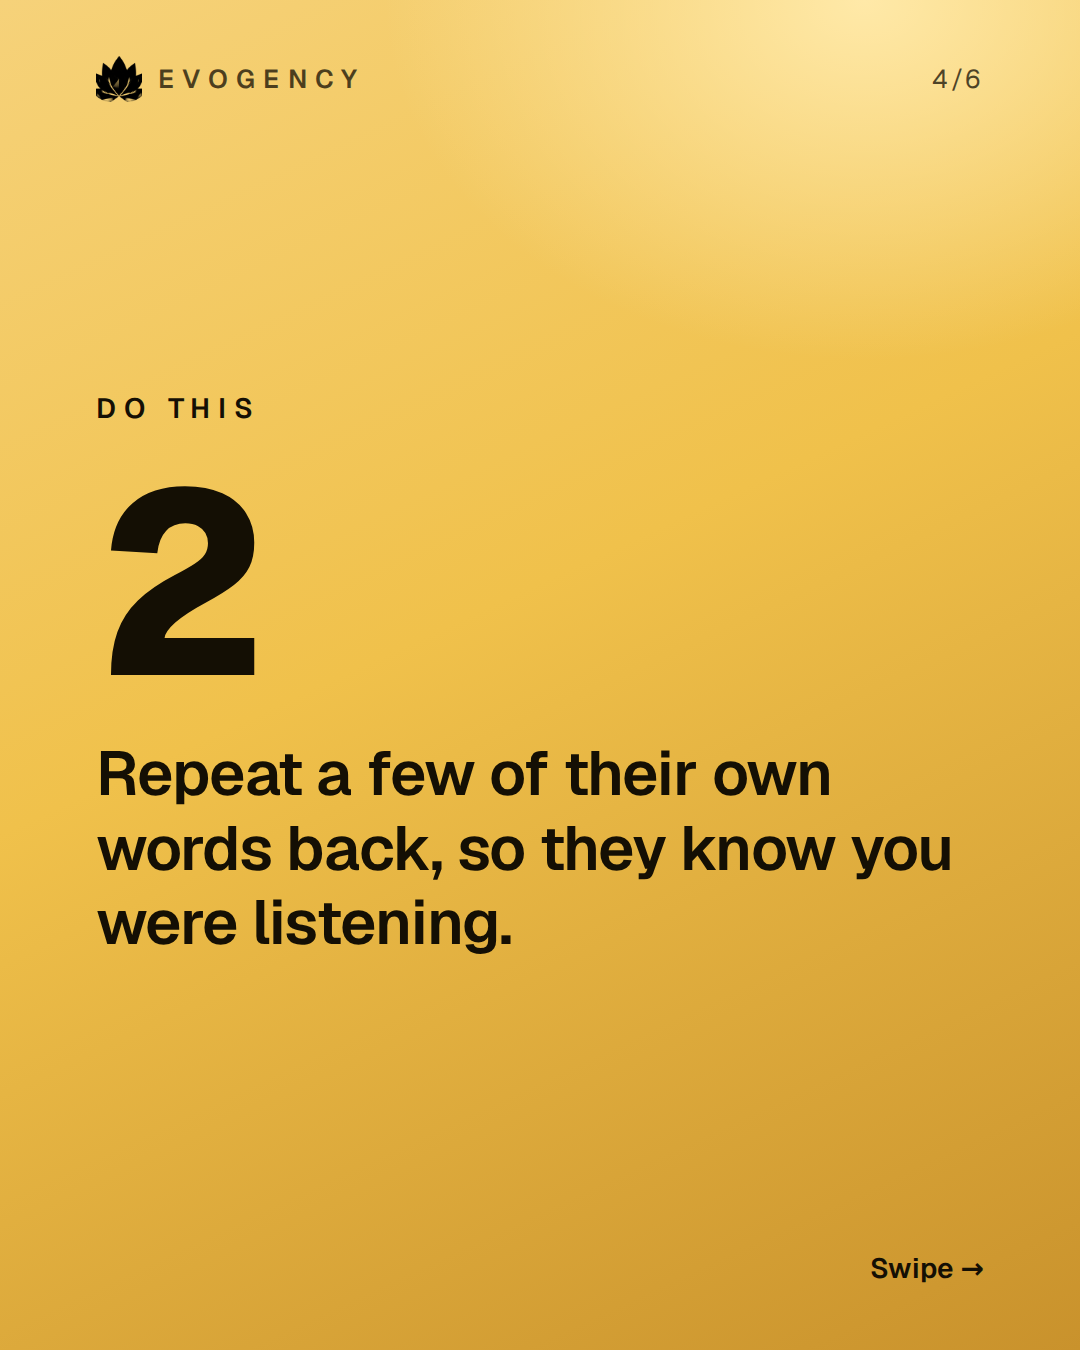 EVOGENCY
4/6
DO THIS
2
Repeat a few of their own
words back, so they know you
were listening.
Swipe →